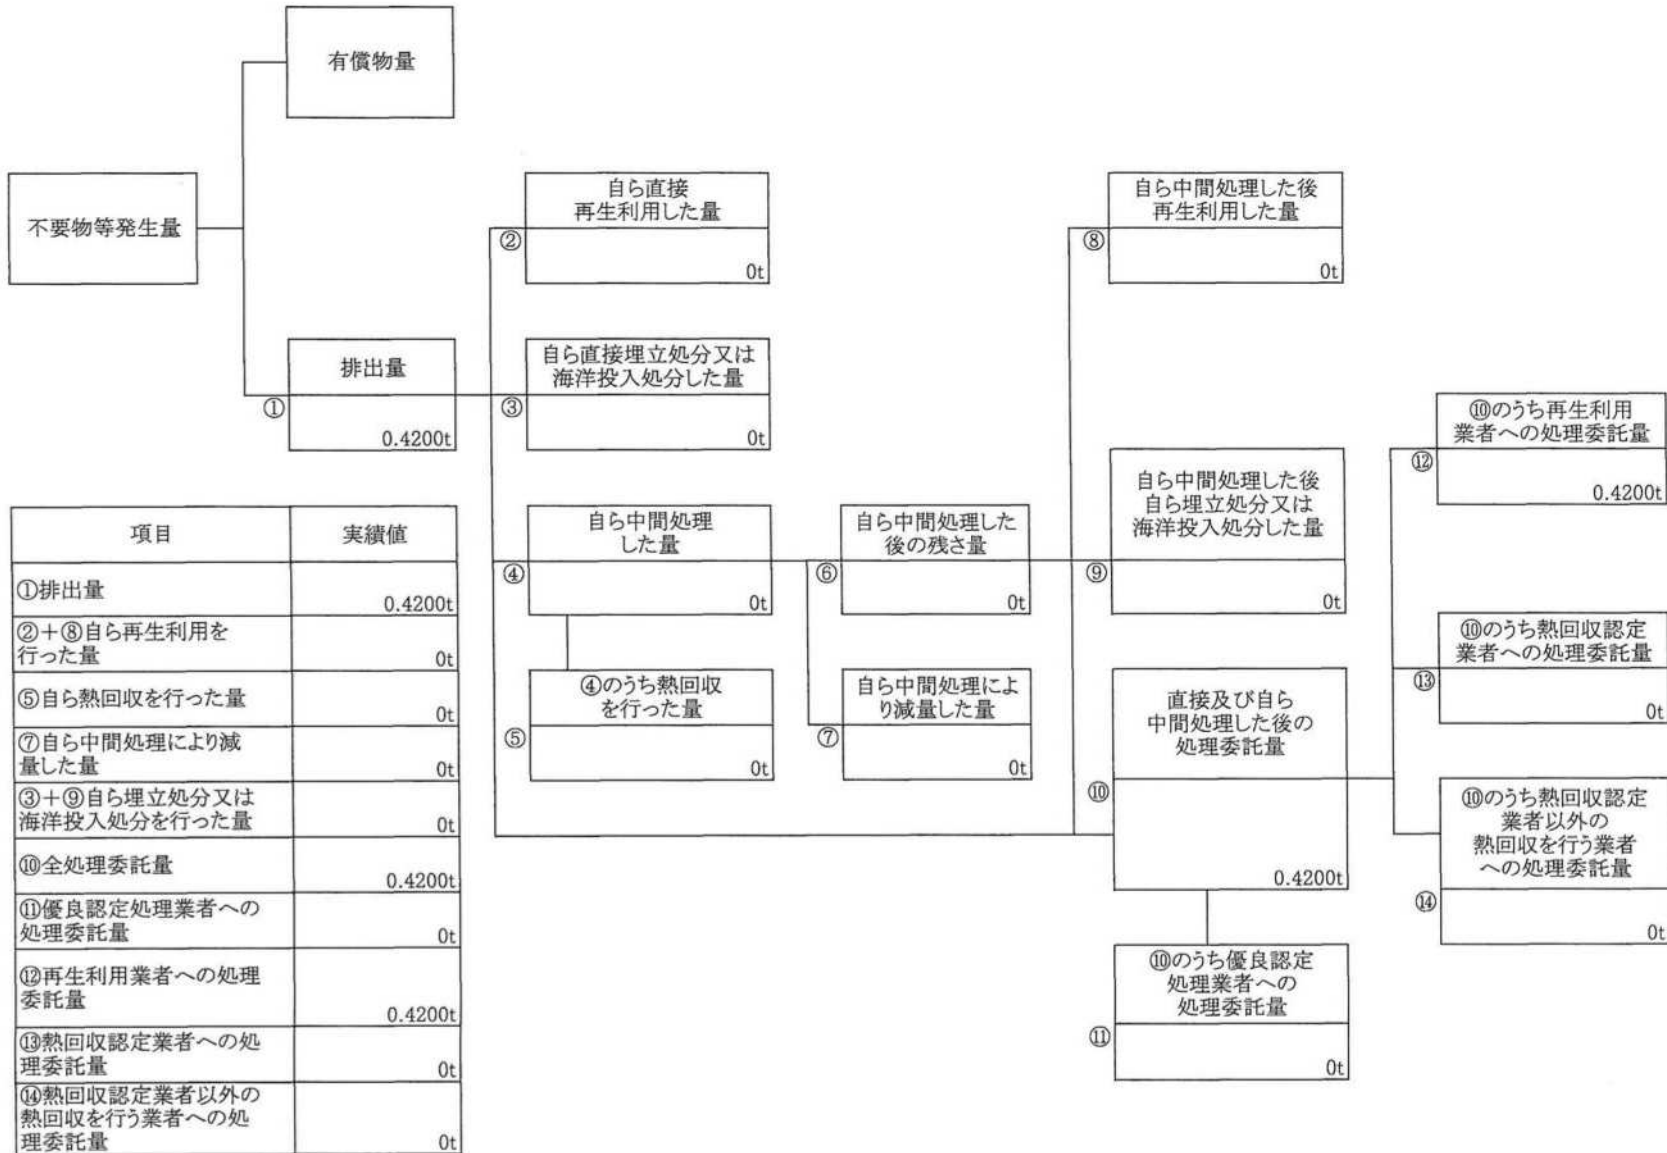 有償物量
不要物等発生量
自ら直接
再生利用した量
②
0t
自ら中間処理した後
再生利用した量
⑧
0t
排出量
①
0.4200t
自ら直接埋立処分又は
海洋投入処分した量
③
0t
⑩のうち再生利用
業者への処理委託量
⑫
0.4200t
自ら中間処理
した量
④
0t
自ら中間処理した
後の残さ量
⑥
0t
自ら中間処理した後
自ら埋立処分又は
海洋投入処分した量
⑨
0t
⑩のうち熱回収認定
業者への処理委託量
⑬
0t
④のうち熱回収
を行った量
⑤
0t
自ら中間処理によ
り減量した量
⑦
0t
直接及び自ら
中間処理した後の
処理委託量
⑩
0.4200t
⑩のうち熱回収認定
業者以外の
熱回収を行う業者
への処理委託量
⑭
0t
⑩のうち優良認定
処理業者への
処理委託量
⑪
0t
項目 実績値
①排出量
0.4200t
②+⑧自ら再生利用を
行った量
0t
⑤自ら熱回収を行った量
0t
⑦自ら中間処理により減
量した量
0t
③+⑨自ら埋立処分又は
海洋投入処分を行った量
0t
⑩全処理委託量
0.4200t
⑪優良認定処理業者への
処理委託量
0t
⑫再生利用業者への処理
委託量
0.4200t
⑬熱回収認定業者への処
理委託量
0t
⑭熱回収認定業者以外の
熱回収を行う業者への処
理委託量
0t